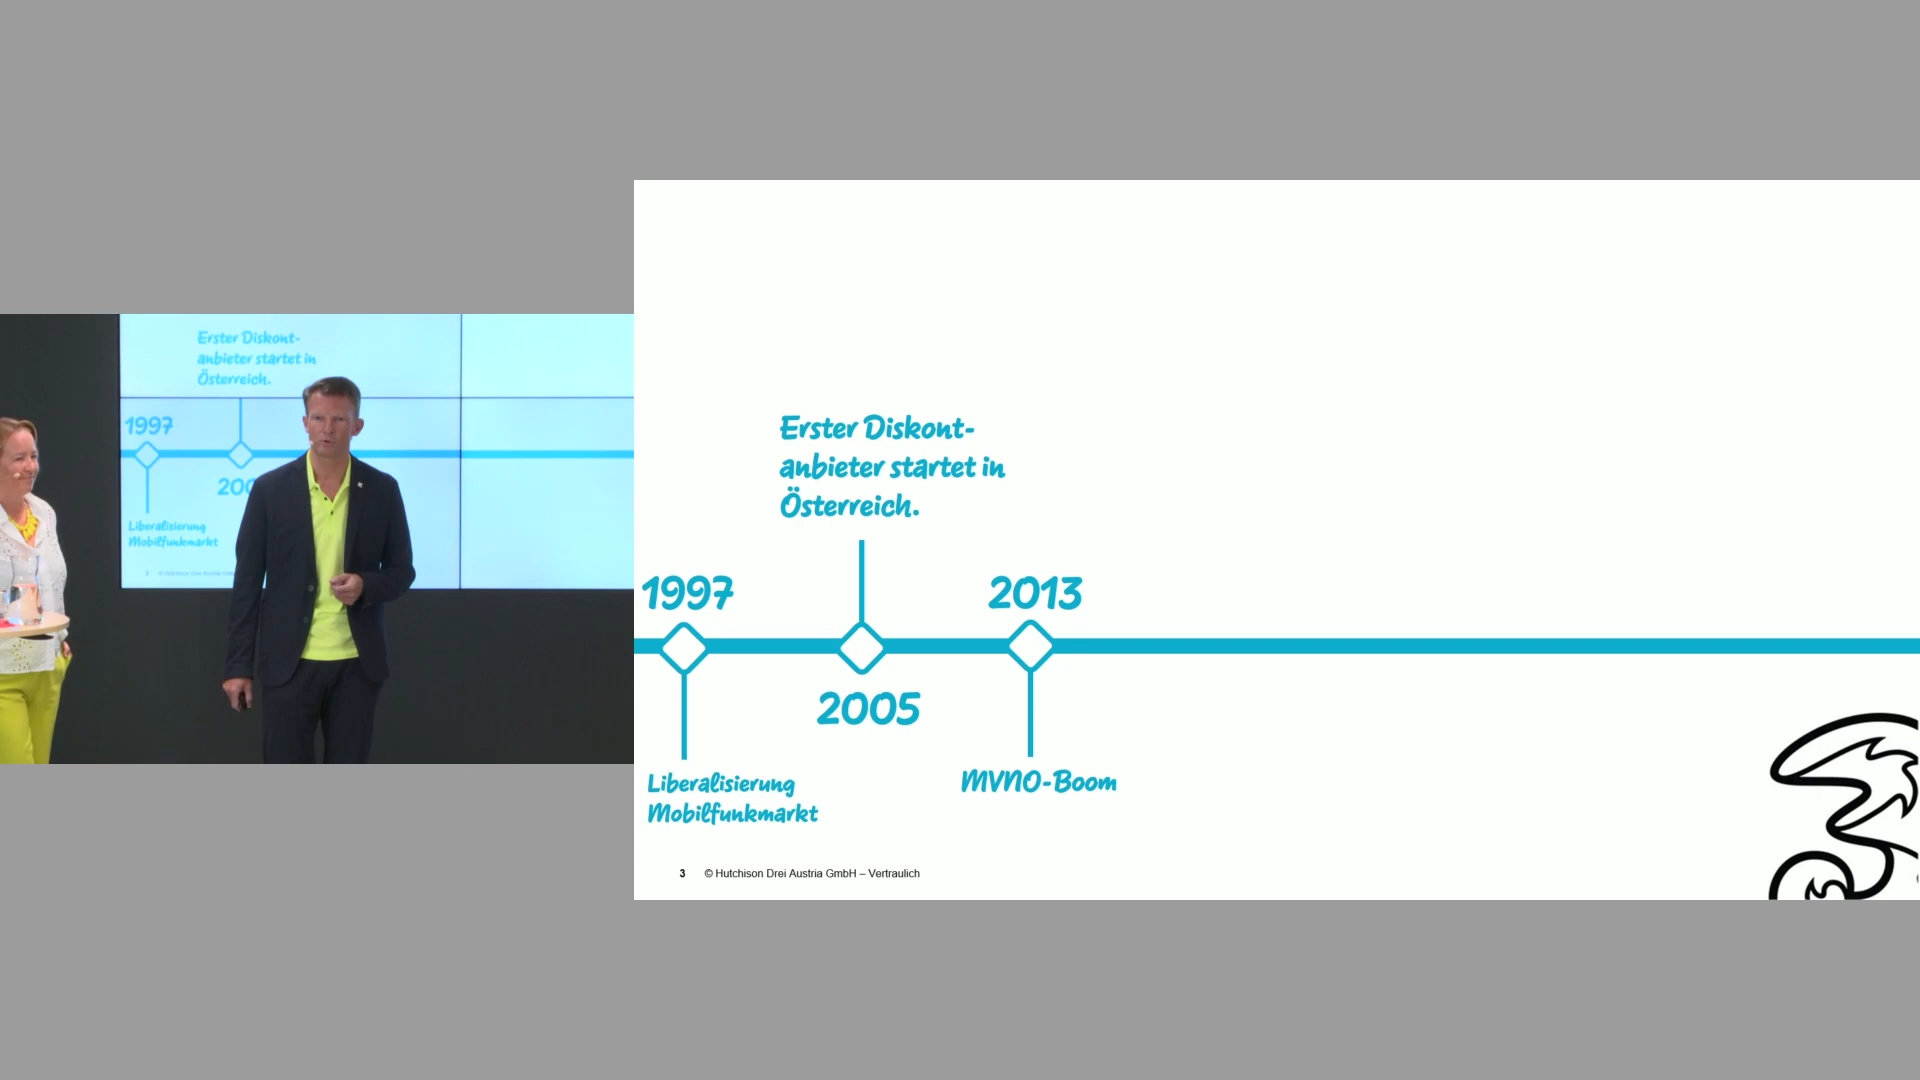 Erster Diskont-
anbieter startet in
Österreich.
1997
200
Liberalisierung
Mobilfunkmarkt
Erster Diskont-
anbieter startet in
Österreich.
1997
2013
2005
Liberalisierung
Mobilfunkmarkt
MVNO-Boom
3 © Hutchison Drei Austria GmbH – Vertraulich